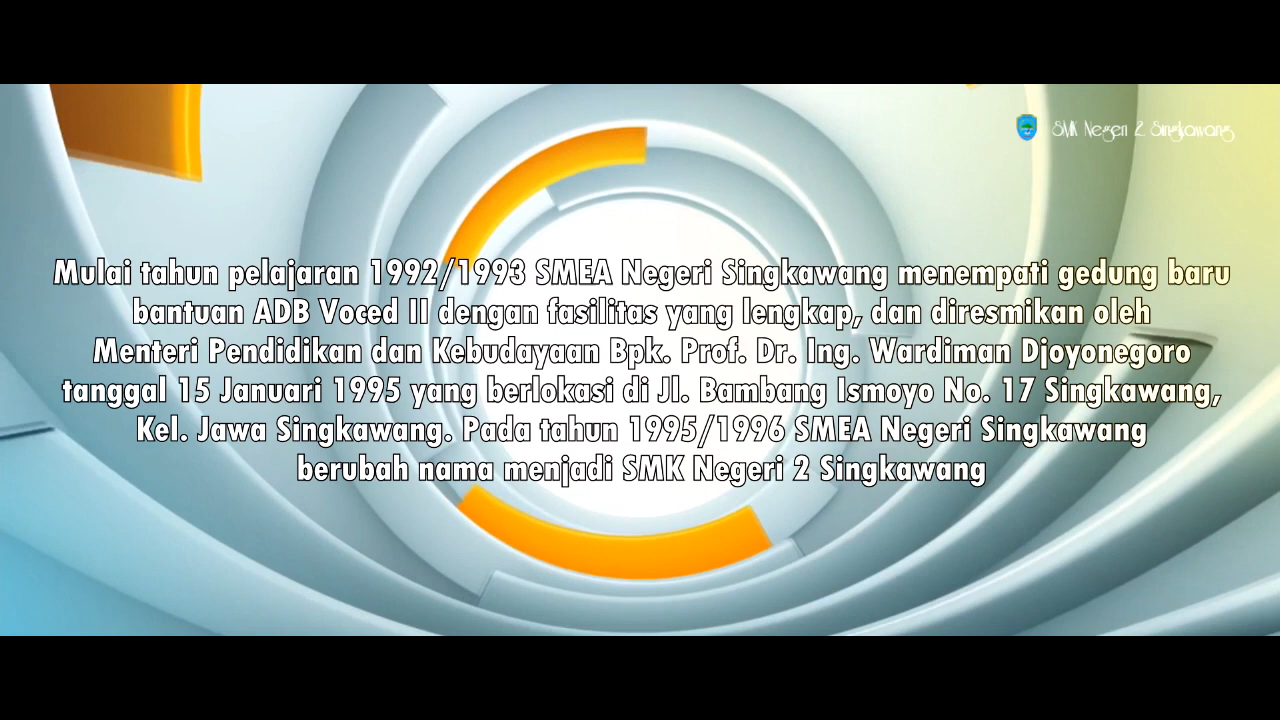 SMK Negeri 2 Singkawang
Mulai tahun pelajaran 1992/1993 SMEA Negeri Singkawang menempati gedung baru
bantuan ADB Voced II dengan fasilitas yang lengkap, dan diresmikan oleh
Menteri Pendidikan dan Kebudayaan Bpk. Prof. Dr. Ing. Wardiman Djoyonegoro
tanggal 15 Januari 1995 yang berlokasi di Jl. Bambang Ismoyo No. 17 Singkawang,
Kel. Jawa Singkawang. Pada tahun 1995/1996 SMEA Negeri Singkawang
berubah nama menjadi SMK Negeri 2 Singkawang